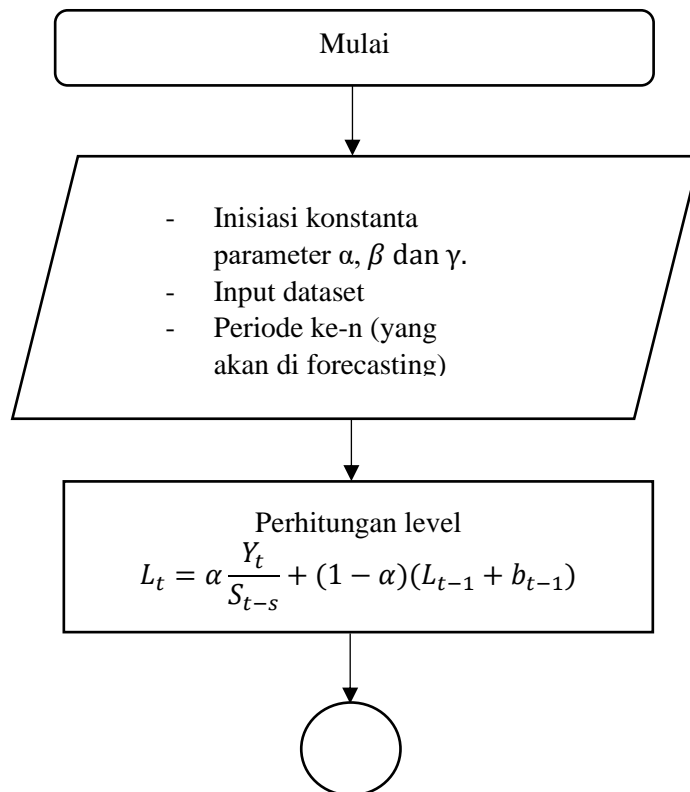 Mulai
- Inisiasi konstanta
parameter α, β dan γ.
- Input dataset
- Periode ke-n (yang
akan di forecasting)
Perhitungan level
L_t = α Y_t/S_{t−s} + (1 − α)(L_{t−1} + b_{t−1})